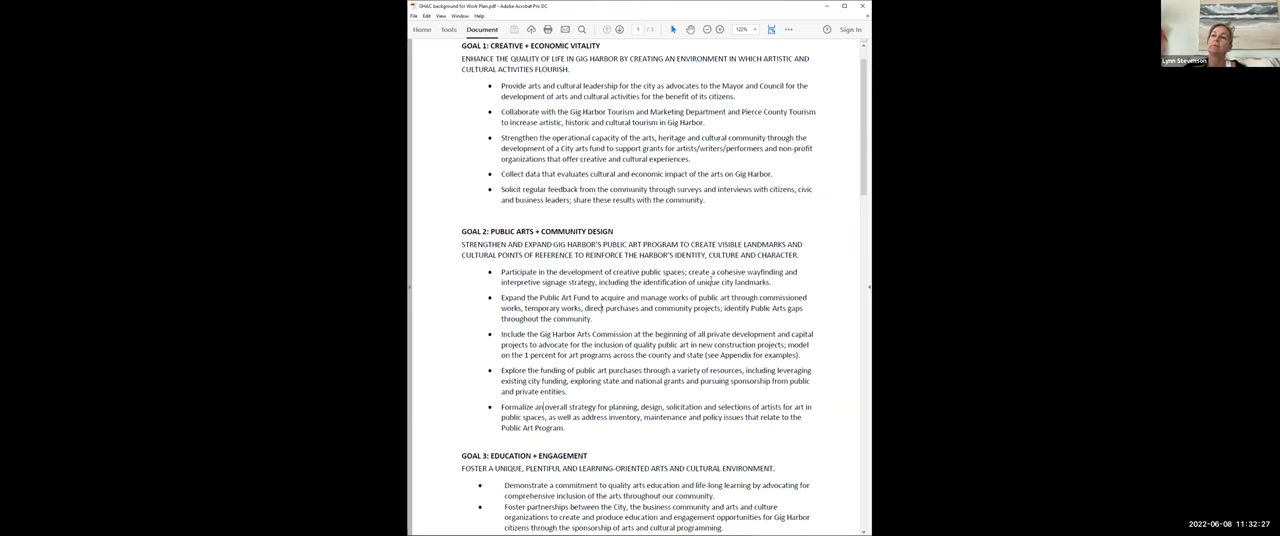 GHAC background for Work Plan.pdf - Adobe Acrobat Pro DC
File Edit View Window Help
Home Tools Document 1 / 3 122% Sign In
GOAL 1: CREATIVE + ECONOMIC VITALITY
ENHANCE THE QUALITY OF LIFE IN GIG HARBOR BY CREATING AN ENVIRONMENT IN WHICH ARTISTIC AND
CULTURAL ACTIVITIES FLOURISH.
• Provide arts and cultural leadership for the city as advocates to the Mayor and Council for the
development of arts and cultural activities for the benefit of its citizens.
• Collaborate with the Gig Harbor Tourism and Marketing Department and Pierce County Tourism
to increase artistic, historic and cultural tourism in Gig Harbor.
• Strengthen the operational capacity of the arts, heritage and cultural community through the
development of a City arts fund to support grants for artists/writers/performers and non-profit
organizations that offer creative and cultural experiences.
• Collect data that evaluates cultural and economic impact of the arts on Gig Harbor.
• Solicit regular feedback from the community through surveys and interviews with citizens, civic
and business leaders; share these results with the community.
GOAL 2: PUBLIC ARTS + COMMUNITY DESIGN
STRENGTHEN AND EXPAND GIG HARBOR'S PUBLIC ART PROGRAM TO CREATE VISIBLE LANDMARKS AND
CULTURAL POINTS OF REFERENCE TO REINFORCE THE HARBOR'S IDENTITY, CULTURE AND CHARACTER.
• Participate in the development of creative public spaces; create a cohesive wayfinding and
interpretive signage strategy, including the identification of unique city landmarks.
• Expand the Public Art Fund to acquire and manage works of public art through commissioned
works, temporary works, direct purchases and community projects; identify Public Arts gaps
throughout the community.
• Include the Gig Harbor Arts Commission at the beginning of all private development and capital
projects to advocate for the inclusion of quality public art in new construction projects; model
on the 1 percent for art programs across the county and state (see Appendix for examples).
• Explore the funding of public art purchases through a variety of resources, including leveraging
existing city funding, exploring state and national grants and pursuing sponsorship from public
and private entities.
• Formalize an overall strategy for planning, design, solicitation and selections of artists for art in
public spaces, as well as address inventory, maintenance and policy issues that relate to the
Public Art Program.
GOAL 3: EDUCATION + ENGAGEMENT
FOSTER A UNIQUE, PLENTIFUL AND LEARNING-ORIENTED ARTS AND CULTURAL ENVIRONMENT.
• Demonstrate a commitment to quality arts education and life-long learning by advocating for
comprehensive inclusion of the arts throughout our community.
• Foster partnerships between the City, the business community and arts and culture
organizations to create and produce education and engagement opportunities for Gig Harbor
citizens through the sponsorship of arts and cultural programming.
Lynn Stevenson
2022-06-08 11:32:27